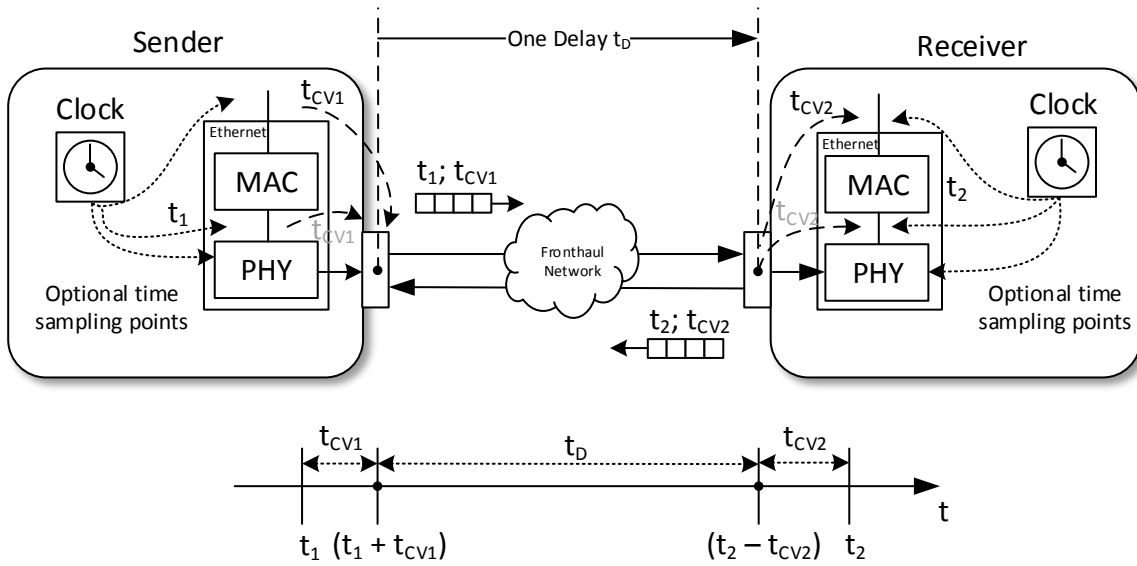 One Delay t_D
Sender
Receiver
Clock
t_CV1
Ethernet
MAC
t_1
t_CV1
PHY
Optional time
sampling points
t_1; t_CV1
Fronthaul
Network
t_2; t_CV2
t_CV2
Ethernet
MAC
t_2
t_CV2
PHY
Clock
Optional time
sampling points
t_CV1
t_D
t_CV2
t
t_1 (t_1 + t_CV1) (t_2 – t_CV2) t_2